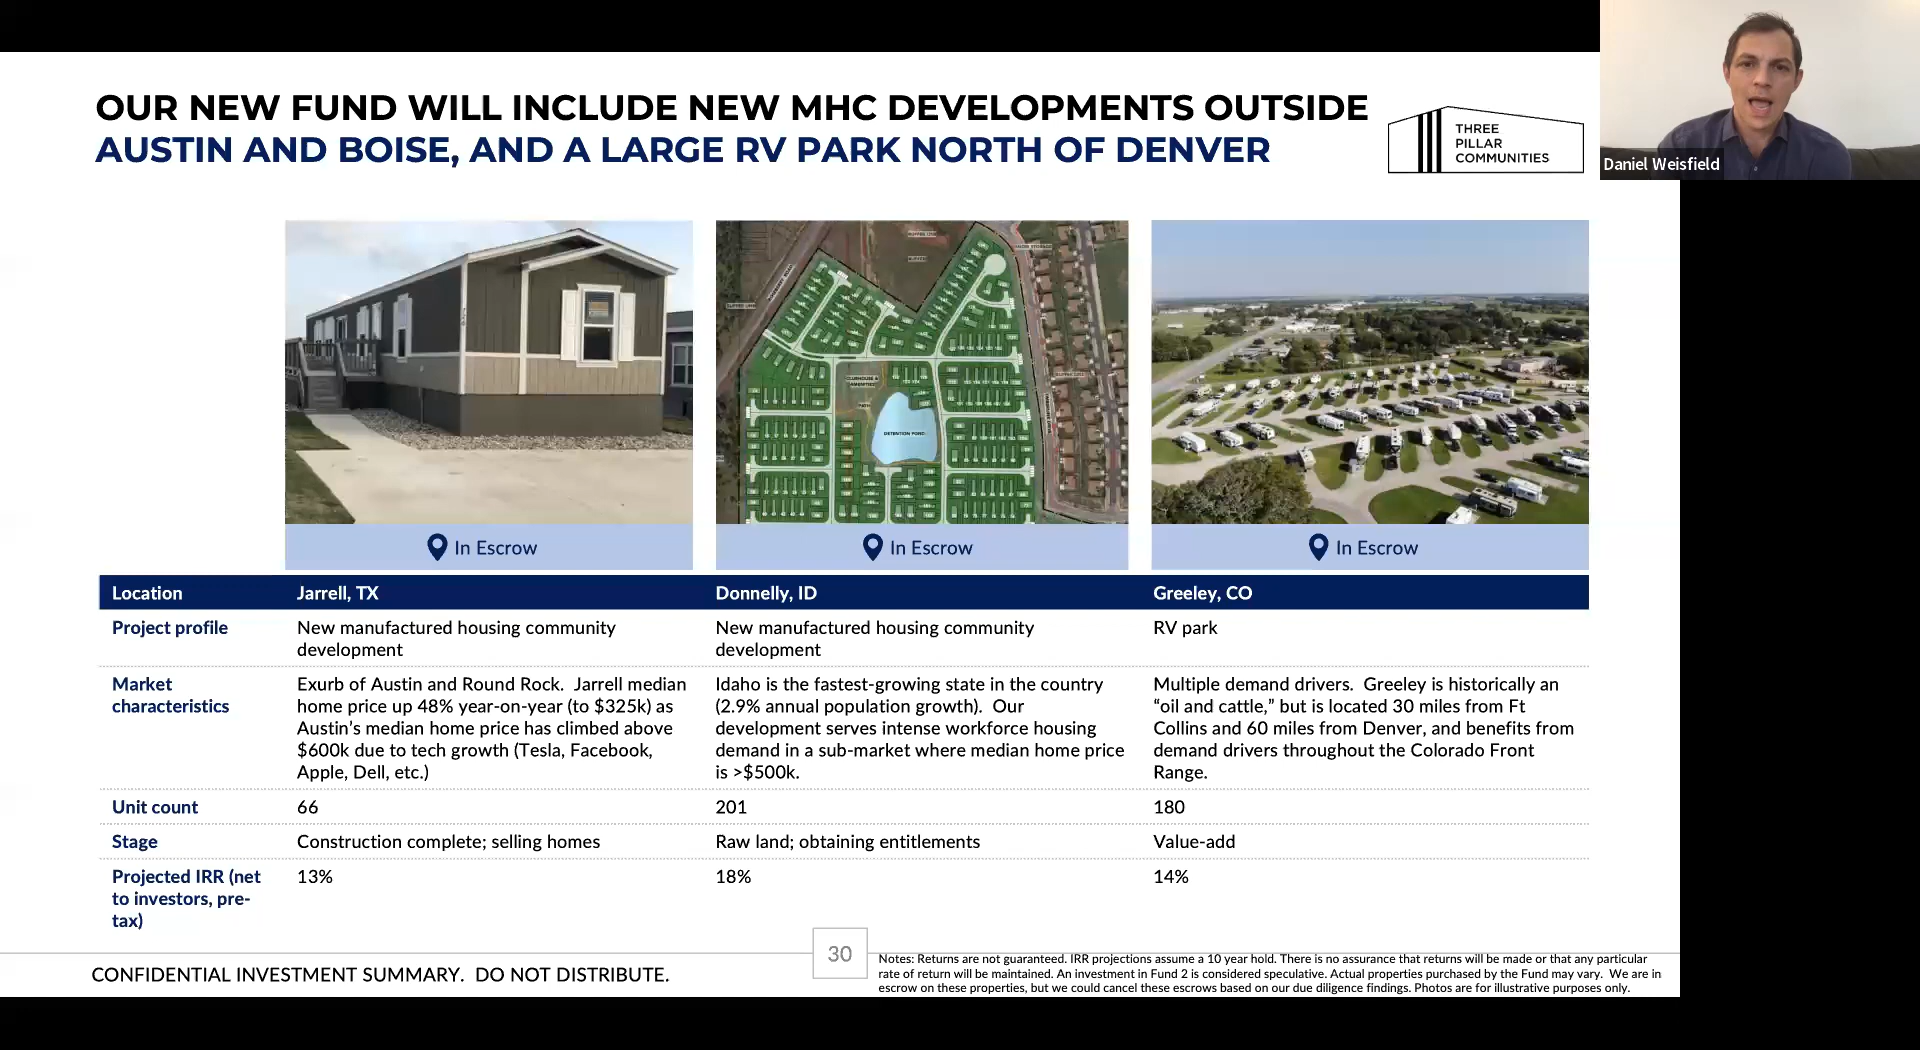 OUR NEW FUND WILL INCLUDE NEW MHC DEVELOPMENTS OUTSIDE
AUSTIN AND BOISE, AND A LARGE RV PARK NORTH OF DENVER
THREE
PILLAR
COMMUNITIES
Daniel Weisfield
DETENTION POND
In Escrow
In Escrow
In Escrow
Location
Jarrell, TX
Donnelly, ID
Greeley, CO
Project profile
New manufactured housing community
development
New manufactured housing community
development
RV park
Market
characteristics
Exurb of Austin and Round Rock.  Jarrell median
home price up 48% year-on-year (to $325k) as
Austin’s median home price has climbed above
$600k due to tech growth (Tesla, Facebook,
Apple, Dell, etc.)
Idaho is the fastest-growing state in the country
(2.9% annual population growth).  Our
development serves intense workforce housing
demand in a sub-market where median home price
is >$500k.
Multiple demand drivers.  Greeley is historically an
“oil and cattle,” but is located 30 miles from Ft
Collins and 60 miles from Denver, and benefits from
demand drivers throughout the Colorado Front
Range.
Unit count
66
201
180
Stage
Construction complete; selling homes
Raw land; obtaining entitlements
Value-add
Projected IRR (net
to investors, pre-
tax)
13%
18%
14%
CONFIDENTIAL INVESTMENT SUMMARY.  DO NOT DISTRIBUTE.
30
Notes: Returns are not guaranteed. IRR projections assume a 10 year hold. There is no assurance that returns will be made or that any particular
rate of return will be maintained. An investment in Fund 2 is considered speculative. Actual properties purchased by the Fund may vary.  We are in
escrow on these properties, but we could cancel these escrows based on our due diligence findings. Photos are for illustrative purposes only.